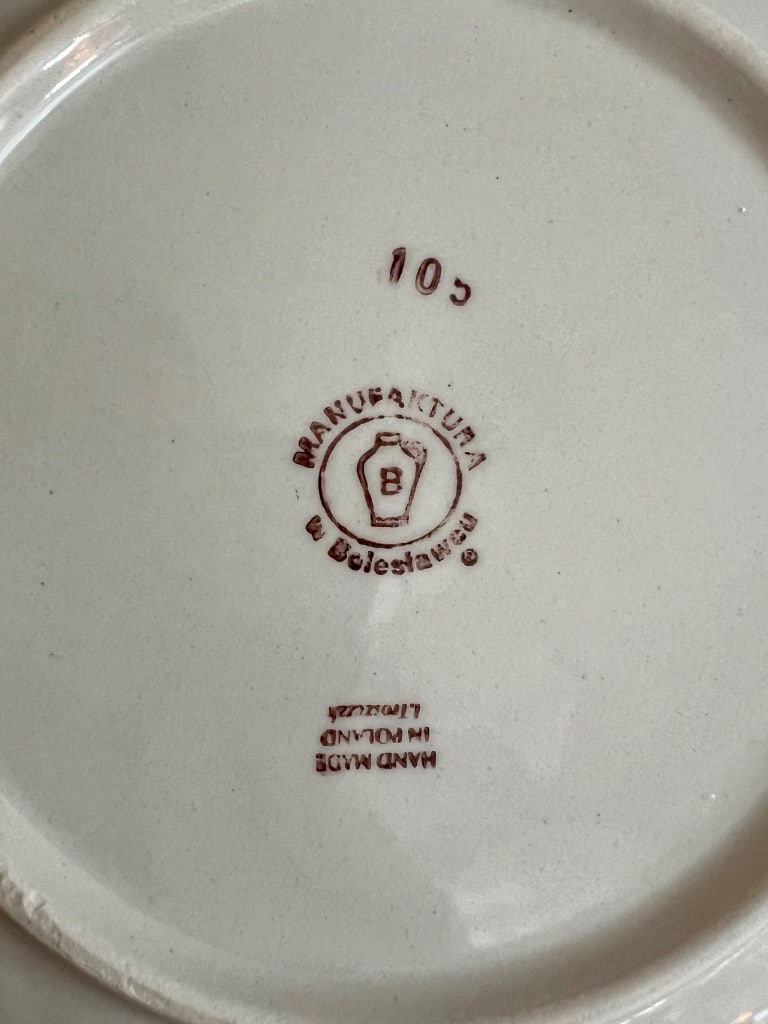 105
MANUFAKTURA
B
w Bolesławcu ®
HAND MADE
IN POLAND